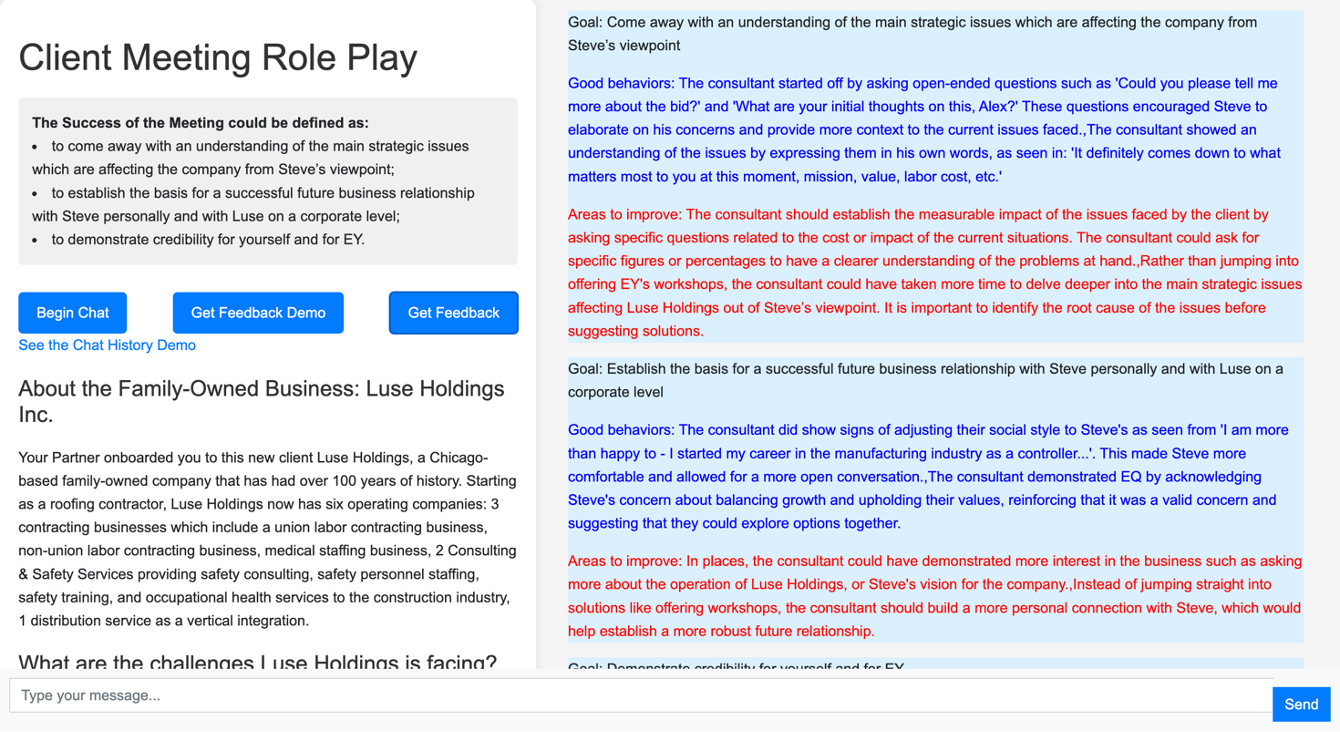 Client Meeting Role Play
The Success of the Meeting could be defined as:
• to come away with an understanding of the main strategic issues
which are affecting the company from Steve’s viewpoint;
• to establish the basis for a successful future business relationship
with Steve personally and with Luse on a corporate level;
• to demonstrate credibility for yourself and for EY.
Begin Chat
Get Feedback Demo
Get Feedback
See the Chat History Demo
About the Family-Owned Business: Luse Holdings
Inc.
Your Partner onboarded you to this new client Luse Holdings, a Chicago-
based family-owned company that has had over 100 years of history. Starting
as a roofing contractor, Luse Holdings now has six operating companies: 3
contracting businesses which include a union labor contracting business,
non-union labor contracting business, medical staffing business, 2 Consulting
& Safety Services providing safety consulting, safety personnel staffing,
safety training, and occupational health services to the construction industry,
1 distribution service as a vertical integration.
What are the challenges Luse Holdings is facing?
Goal: Come away with an understanding of the main strategic issues which are affecting the company from
Steve’s viewpoint
Good behaviors: The consultant started off by asking open-ended questions such as 'Could you please tell me
more about the bid?' and 'What are your initial thoughts on this, Alex?' These questions encouraged Steve to
elaborate on his concerns and provide more context to the current issues faced.,The consultant showed an
understanding of the issues by expressing them in his own words, as seen in: 'It definitely comes down to what
matters most to you at this moment, mission, value, labor cost, etc.'
Areas to improve: The consultant should establish the measurable impact of the issues faced by the client by
asking specific questions related to the cost or impact of the current situations. The consultant could ask for
specific figures or percentages to have a clearer understanding of the problems at hand.,Rather than jumping into
offering EY's workshops, the consultant could have taken more time to delve deeper into the main strategic issues
affecting Luse Holdings out of Steve’s viewpoint. It is important to identify the root cause of the issues before
suggesting solutions.
Goal: Establish the basis for a successful future business relationship with Steve personally and with Luse on a
corporate level
Good behaviors: The consultant did show signs of adjusting their social style to Steve's as seen from 'I am more
than happy to - I started my career in the manufacturing industry as a controller...'. This made Steve more
comfortable and allowed for a more open conversation.,The consultant demonstrated EQ by acknowledging
Steve's concern about balancing growth and upholding their values, reinforcing that it was a valid concern and
suggesting that they could explore options together.
Areas to improve: In places, the consultant could have demonstrated more interest in the business such as asking
more about the operation of Luse Holdings, or Steve's vision for the company.,Instead of jumping straight into
solutions like offering workshops, the consultant should build a more personal connection with Steve, which would
help establish a more robust future relationship.
Goal: Demonstrate credibility for yourself and for EY
Type your message...
Send